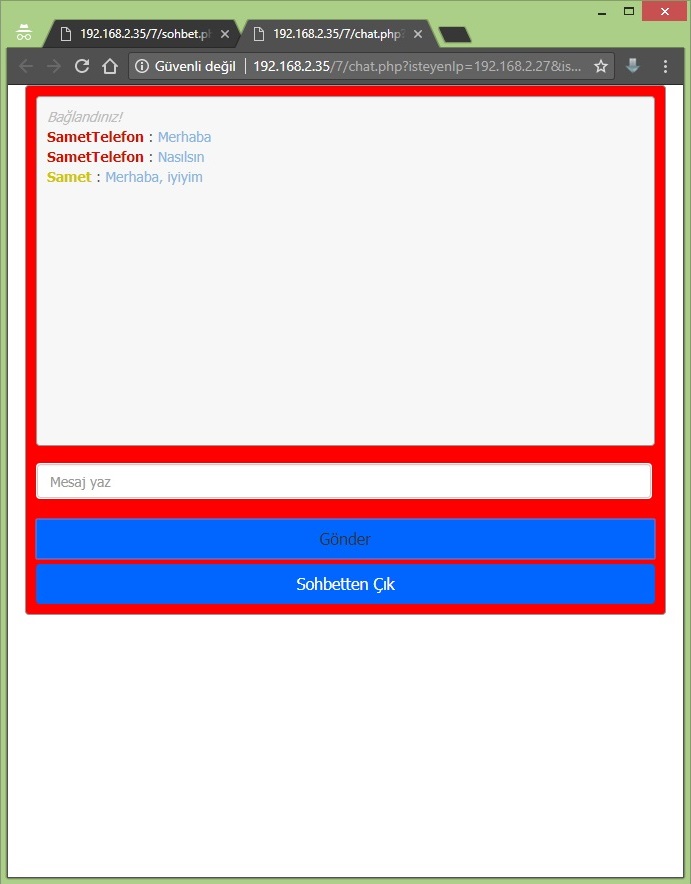 192.168.2.35/7/sohbet.ph
192.168.2.35/7/chat.php?
Güvenli değil
192.168.2.35/7/chat.php?isteyenIp=192.168.2.27&is...
Bağlandınız!
SametTelefon : Merhaba
SametTelefon : Nasılsın
Samet : Merhaba, iyiyim
Mesaj yaz
Gönder
Sohbetten Çık